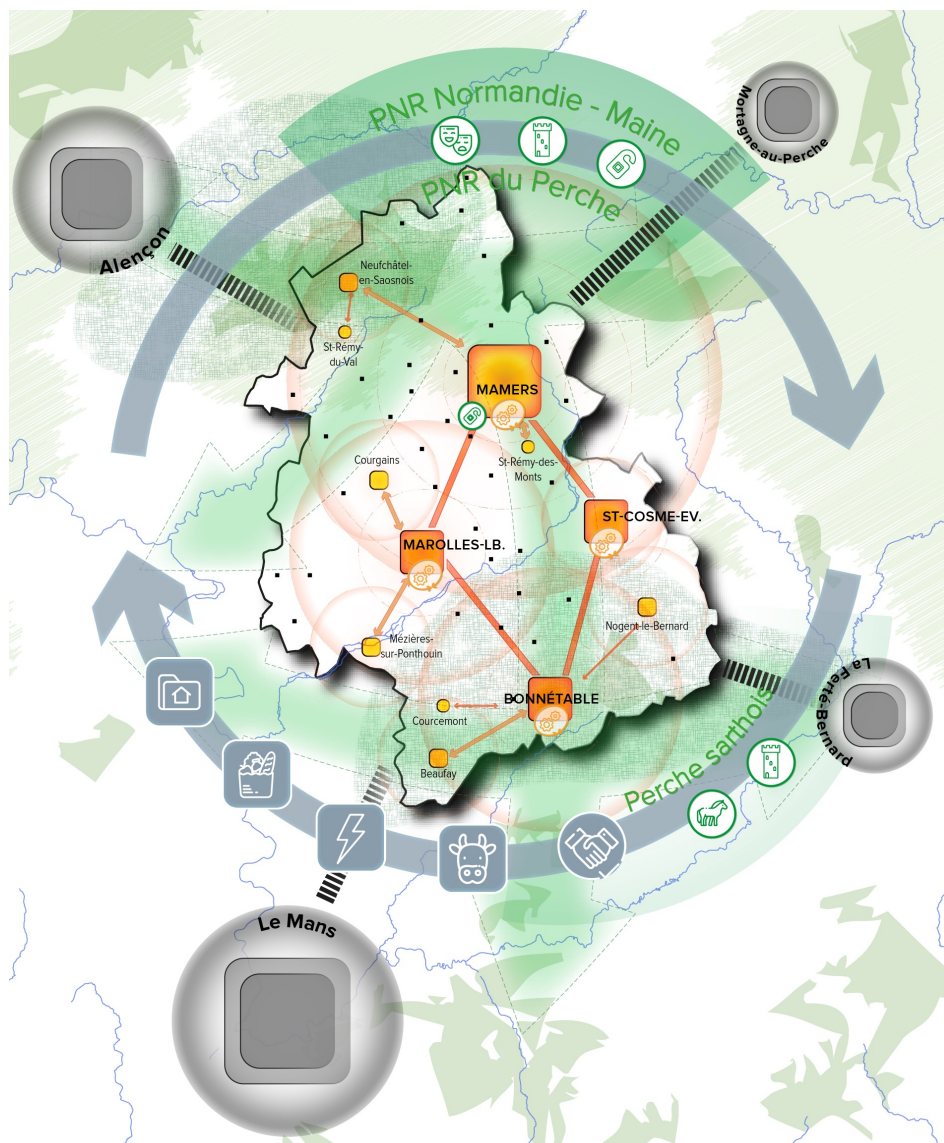 PNR Normandie - Maine
Mortagne-au-Perche
PNR du Perche
Alençon
Neufchâtel-
en-Saosnois
St-Rémy-
du-Val
MAMERS
Courgains
St-Rémy-des-
Monts
ST-COSME-EV.
MAROLLES-LB.
Nogent-le-Bernard
Mézières-
sur-Ponthouin
La Ferté-Bernard
BONNÉTABLE
Courcemont
Perche sarthois
Beaufay
Le Mans